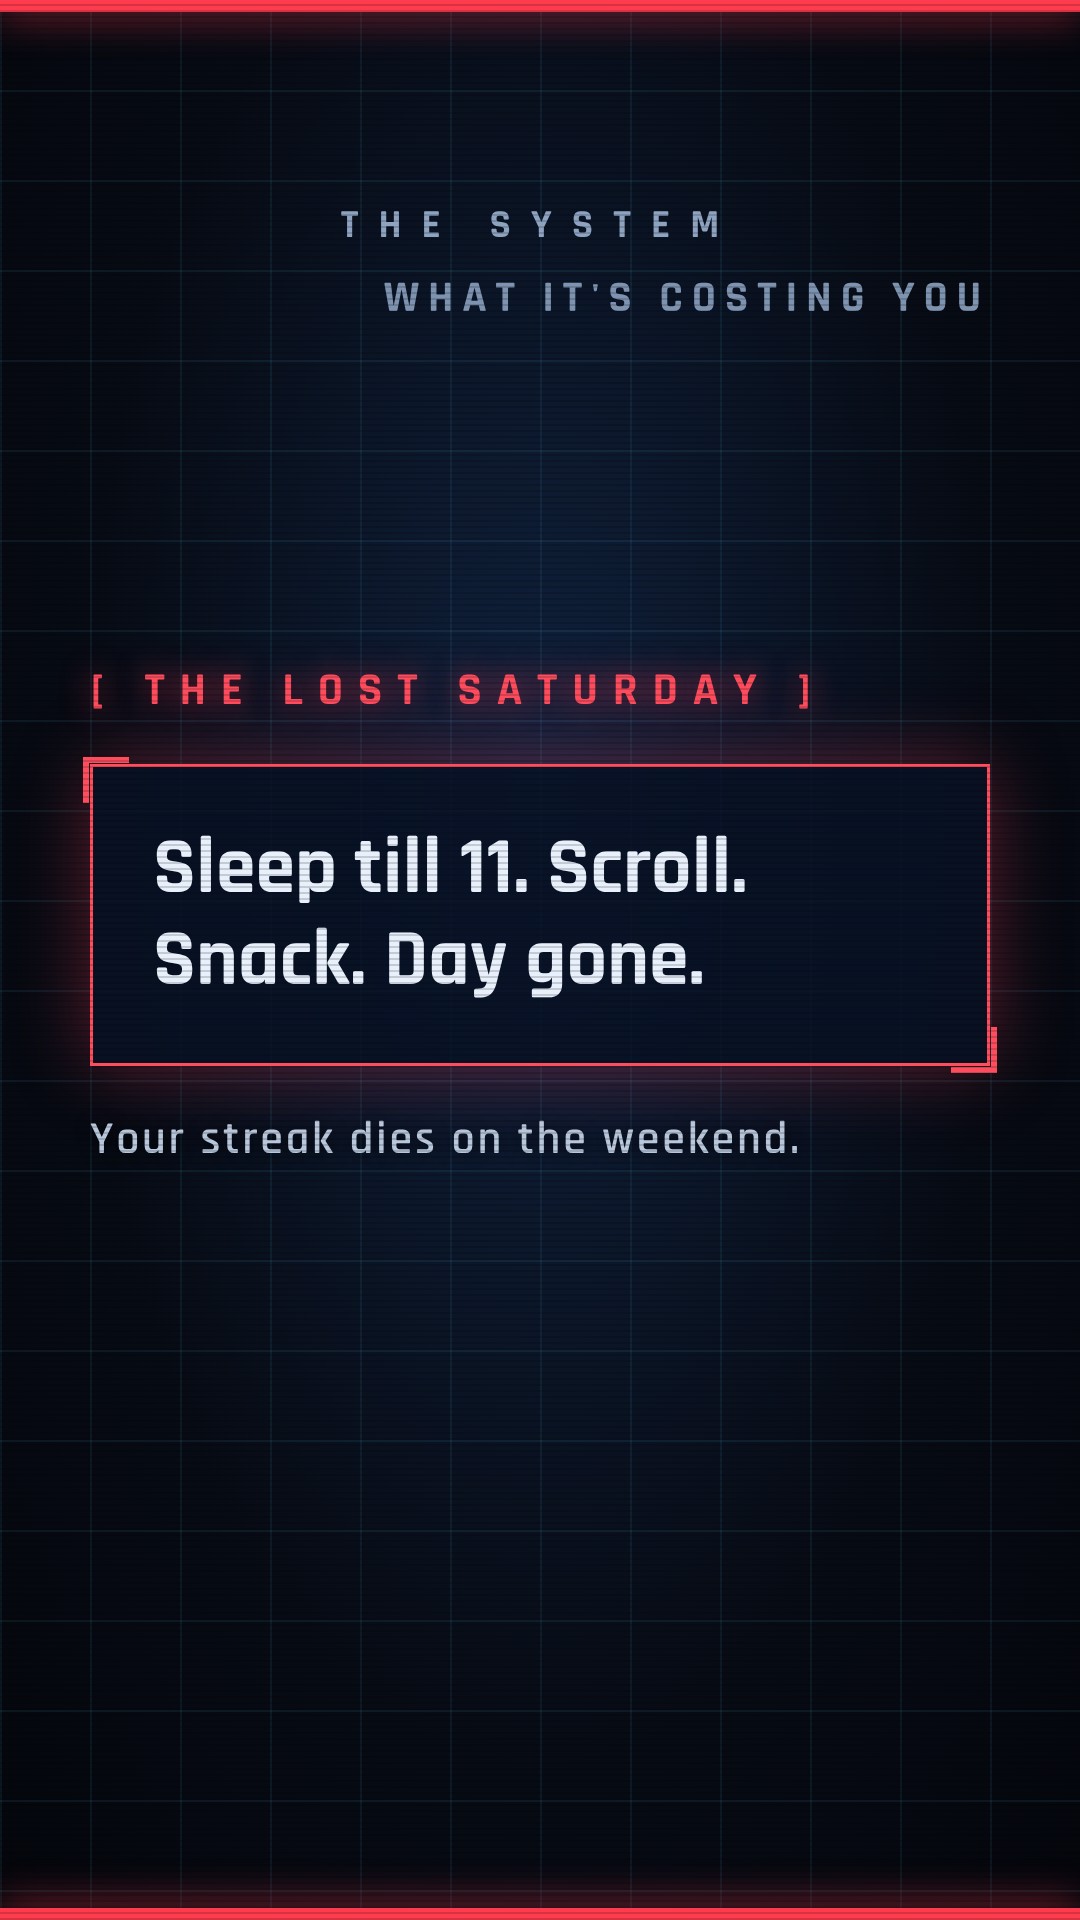 THE SYSTEM
WHAT IT'S COSTING YOU
[ THE LOST SATURDAY ]
Sleep till 11. Scroll.
Snack. Day gone.
Your streak dies on the weekend.